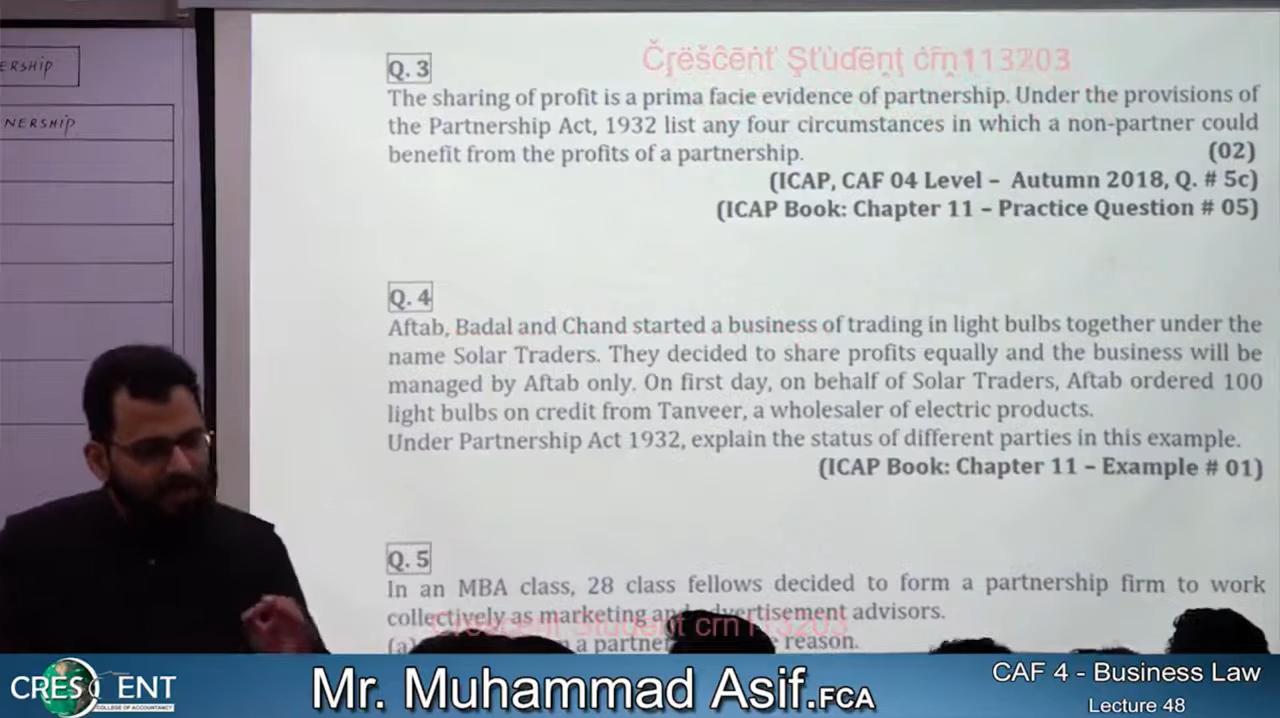 ERSHIP
NERSHIP
Q. 3
The sharing of profit is a prima facie evidence of partnership. Under the provisions of
the Partnership Act, 1932 list any four circumstances in which a non-partner could
benefit from the profits of a partnership. (02)
(ICAP, CAF 04 Level – Autumn 2018, Q. # 5c)
(ICAP Book: Chapter 11 – Practice Question # 05)
Q. 4
Aftab, Badal and Chand started a business of trading in light bulbs together under the
name Solar Traders. They decided to share profits equally and the business will be
managed by Aftab only. On first day, on behalf of Solar Traders, Aftab ordered 100
light bulbs on credit from Tanveer, a wholesaler of electric products.
Under Partnership Act 1932, explain the status of different parties in this example.
(ICAP Book: Chapter 11 – Example # 01)
Q. 5
In an MBA class, 28 class fellows decided to form a partnership firm to work
collectively as marketing and advertisement advisors.
(a) a partner reason.
Crescent Student crn113203
CRESCENT
COLLEGE OF ACCOUNTANCY
Mr. Muhammad Asif.FCA
CAF 4 - Business Law
Lecture 48